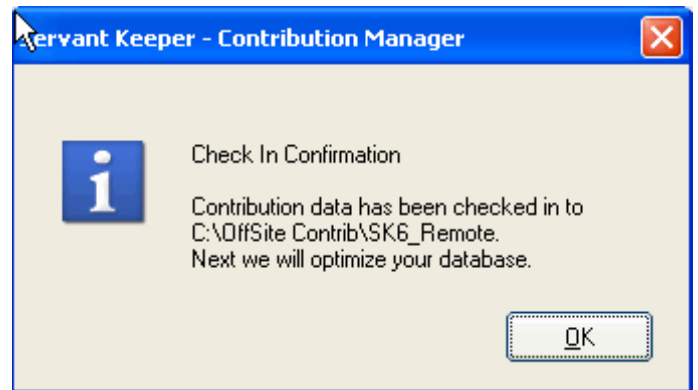 Servant Keeper - Contribution Manager
Check In Confirmation
Contribution data has been checked in to
C:\OffSite Contrib\SK6_Remote.
Next we will optimize your database.
OK